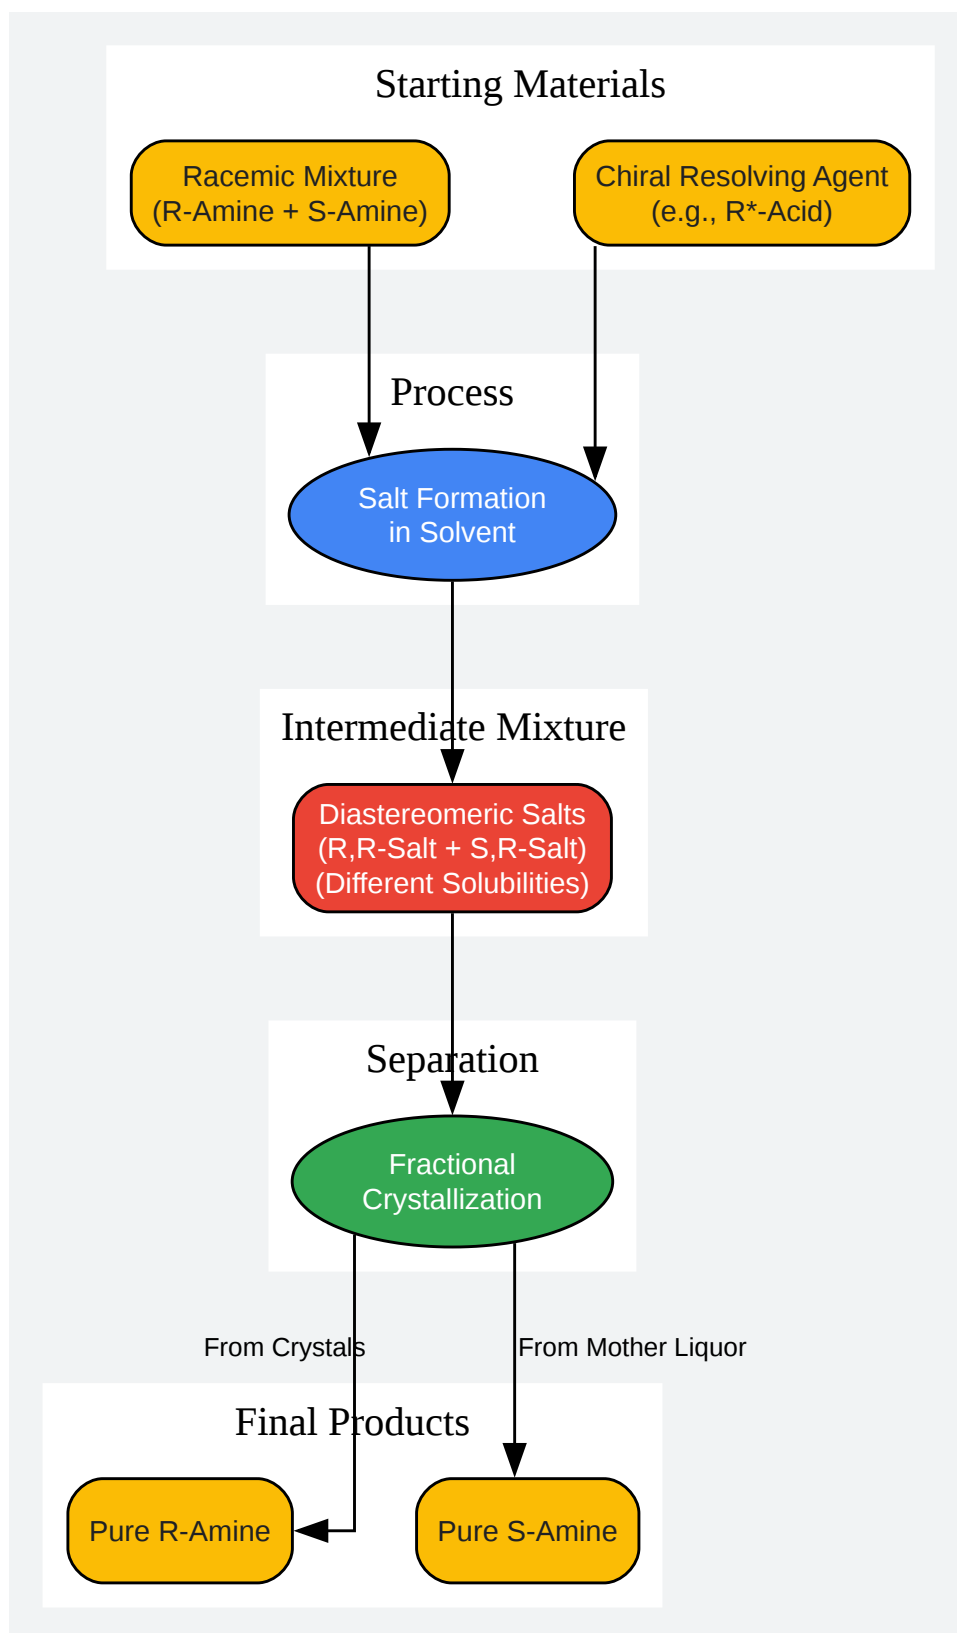 Starting Materials
Racemic Mixture
(R-Amine + S-Amine)
Chiral Resolving Agent
(e.g., R*-Acid)
Process
Salt Formation
in Solvent
Intermediate Mixture
Diastereomeric Salts
(R,R-Salt + S,R-Salt)
(Different Solubilities)
Separation
Fractional
Crystallization
From Crystals
From Mother Liquor
Final Products
Pure R-Amine
Pure S-Amine